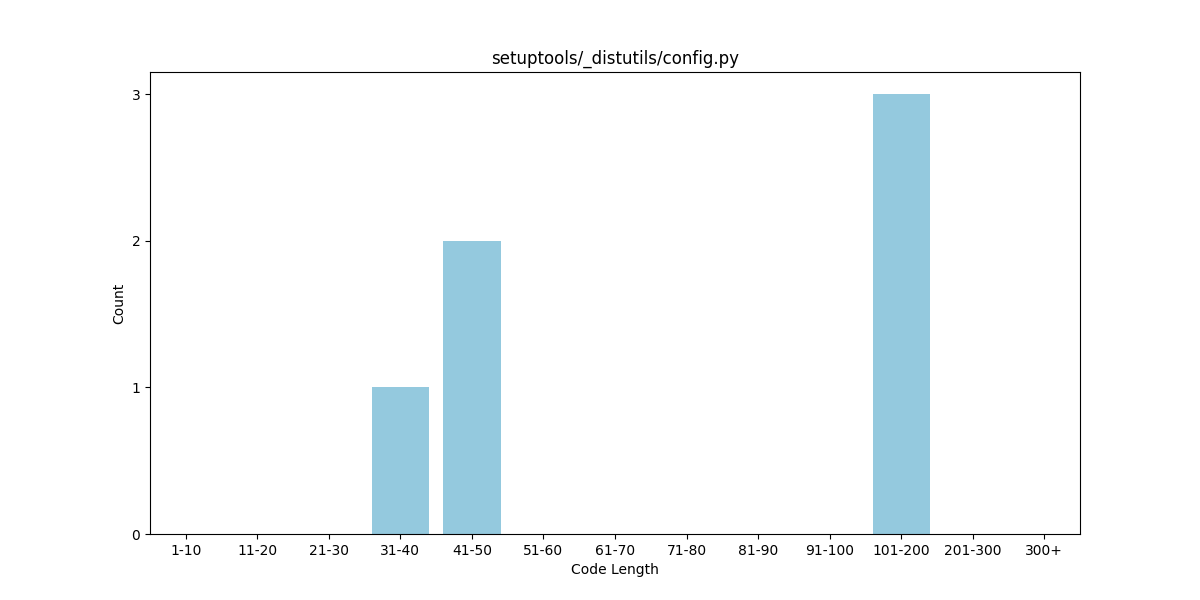 setuptools/_distutils/config.py
3
2
1
0
Count
1-10 11-20 21-30 31-40 41-50 51-60 61-70 71-80 81-90 91-100 101-200 201-300 300+
Code Length